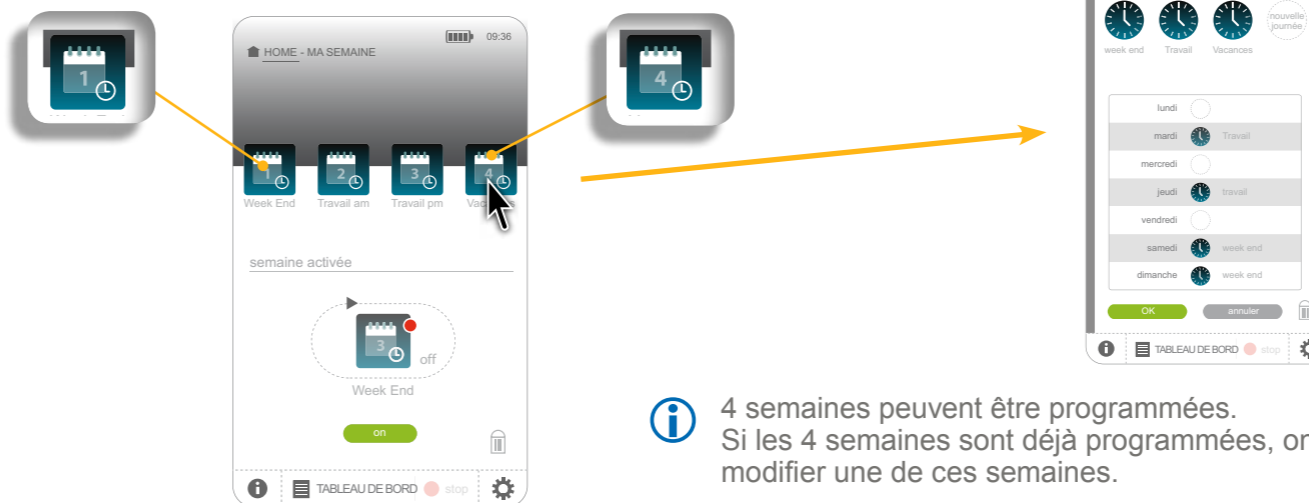 1
09:36
HOME - MA SEMAINE
4
1 2 3 4
Week End Travail am Travail pm
semaine activée
3
off
Week End
on
TABLEAU DE BORD stop
nouvelle
journée
week end Travail Vacances
lundi
mardi Travail
mercredi
jeudi travail
vendredi
samedi week end
dimanche week end
OK annuler
TABLEAU DE BORD stop
4 semaines peuvent être programmées.
Si les 4 semaines sont déjà programmées,
modifier une de ces semaines.